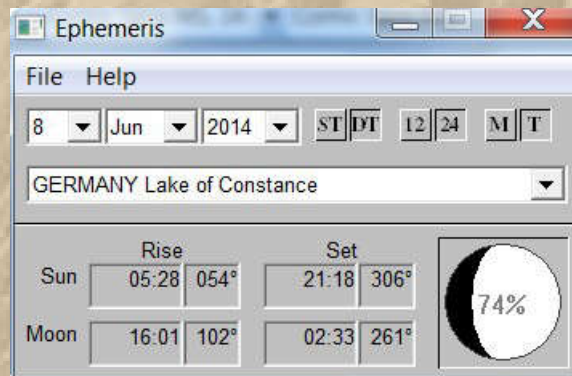 Ephemeris
File Help
8 Jun 2014 ST DT 12 24 M T
GERMANY Lake of Constance
Rise Set
Sun 05:28 054° 21:18 306°
Moon 16:01 102° 02:33 261°
74%